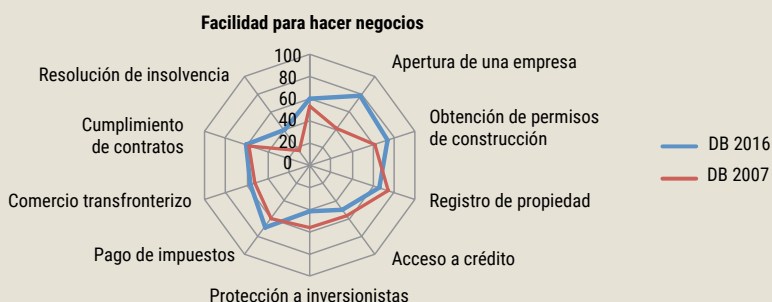 Facilidad para hacer negocios
100
80
60
40
20
0
Apertura de una empresa
Obtención de permisos
de construcción
Registro de propiedad
Acceso a crédito
Protección a inversionistas
Pago de impuestos
Comercio transfronterizo
Cumplimiento
de contratos
Resolución de insolvencia
DB 2016
DB 2007